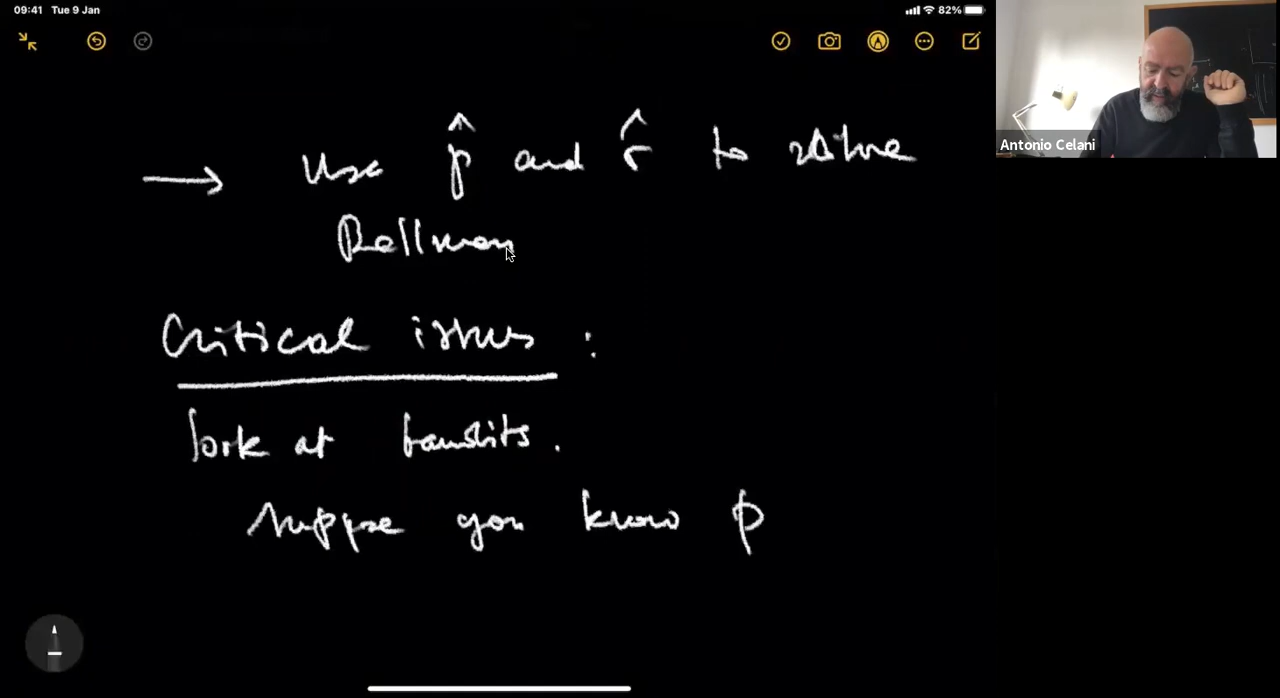 09:41 Tue 9 Jan
82%
Antonio Celani
→ Use p̂ and r̂ to solve
Bellman
Critical issues :
look at bandits.
Suppose you know p